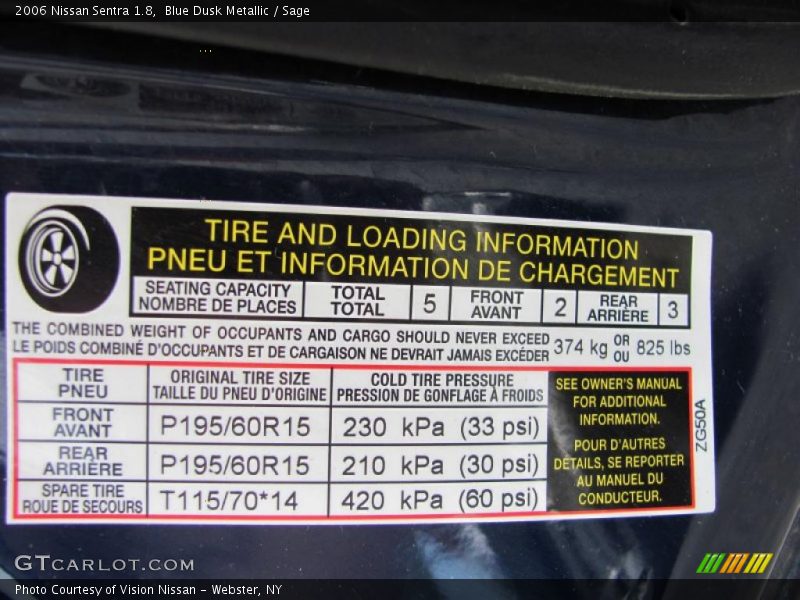 2006 Nissan Sentra 1.8, Blue Dusk Metallic / Sage
TIRE AND LOADING INFORMATION
PNEU ET INFORMATION DE CHARGEMENT
SEATING CAPACITY TOTAL 5 FRONT 2 REAR 3
NOMBRE DE PLACES TOTAL AVANT ARRIÈRE
THE COMBINED WEIGHT OF OCCUPANTS AND CARGO SHOULD NEVER EXCEED 374 kg OR 825 lbs
LE POIDS COMBINÉ D'OCCUPANTS ET DE CARGAISON NE DEVRAIT JAMAIS EXCÉDER OU
TIRE ORIGINAL TIRE SIZE COLD TIRE PRESSURE
PNEU TAILLE DU PNEU D'ORIGINE PRESSION DE GONFLAGE À FROIDS
FRONT
AVANT P195/60R15 230 kPa (33 psi)
REAR
ARRIÈRE P195/60R15 210 kPa (30 psi)
SPARE TIRE
ROUE DE SECOURS T115/70*14 420 kPa (60 psi)
SEE OWNER'S MANUAL
FOR ADDITIONAL
INFORMATION.
POUR D'AUTRES
DÉTAILS, SE REPORTER
AU MANUEL DU
CONDUCTEUR.
ZG50A
GTCARLOT.COM
Photo Courtesy of Vision Nissan – Webster, NY